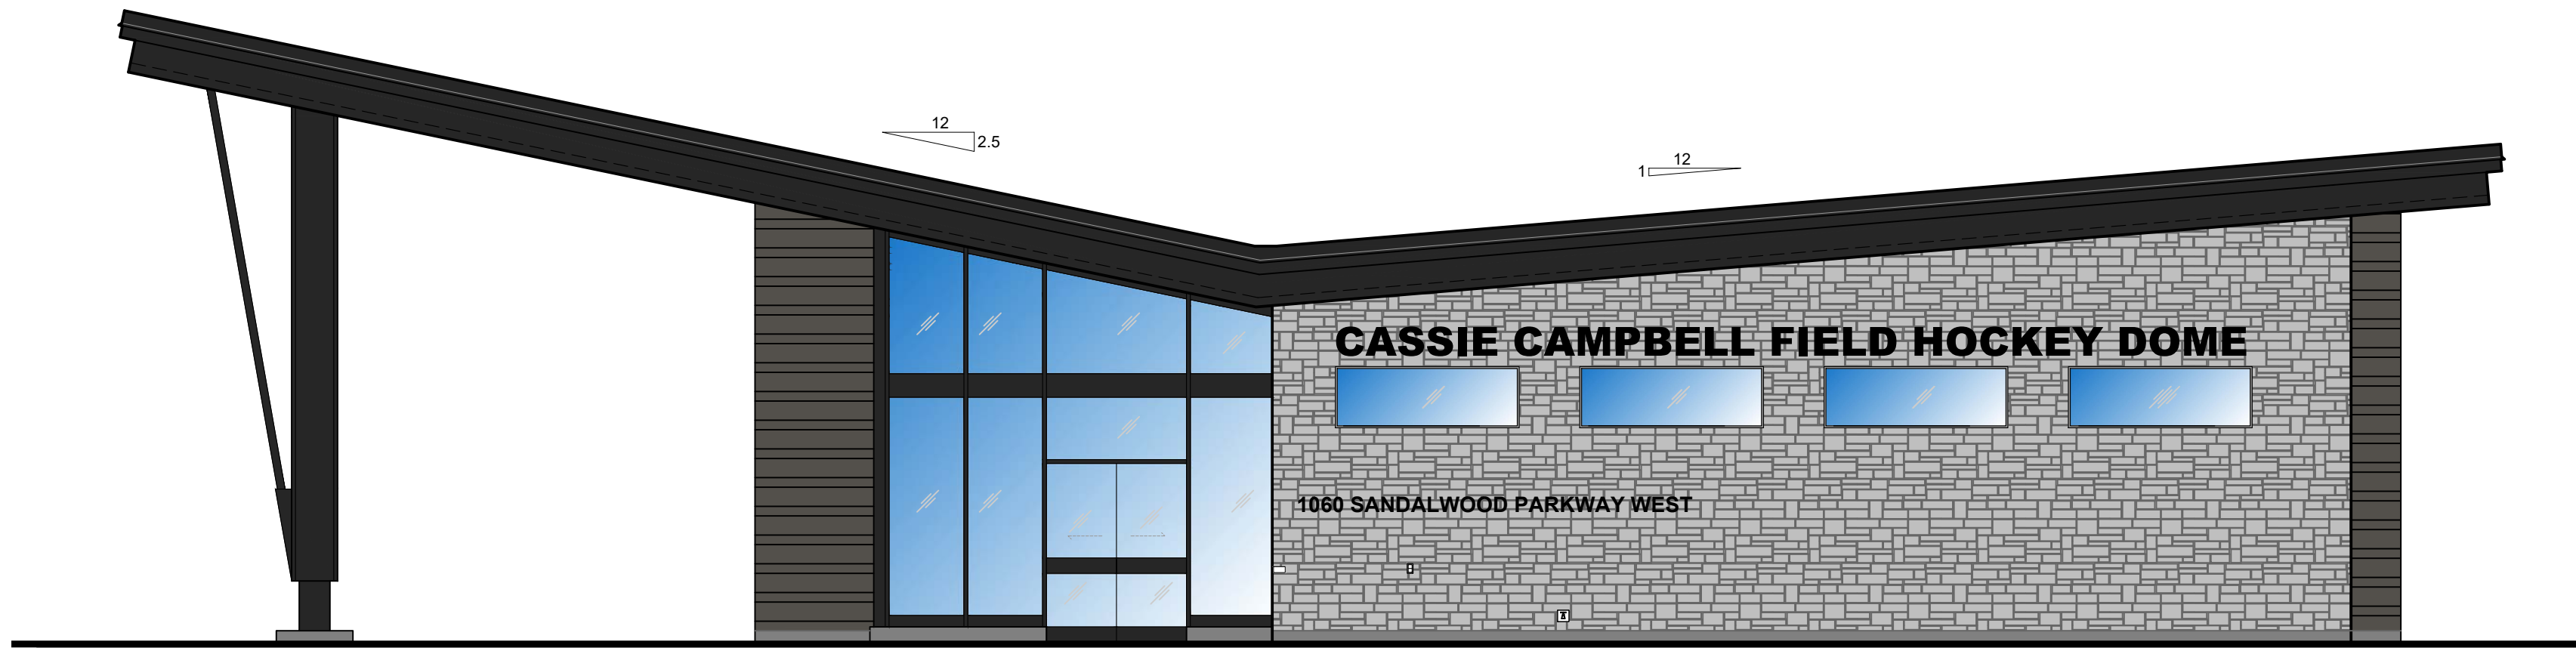 12
2.5
12
1
CASSIE CAMPBELL FIELD HOCKEY DOME
1060 SANDALWOOD PARKWAY WEST